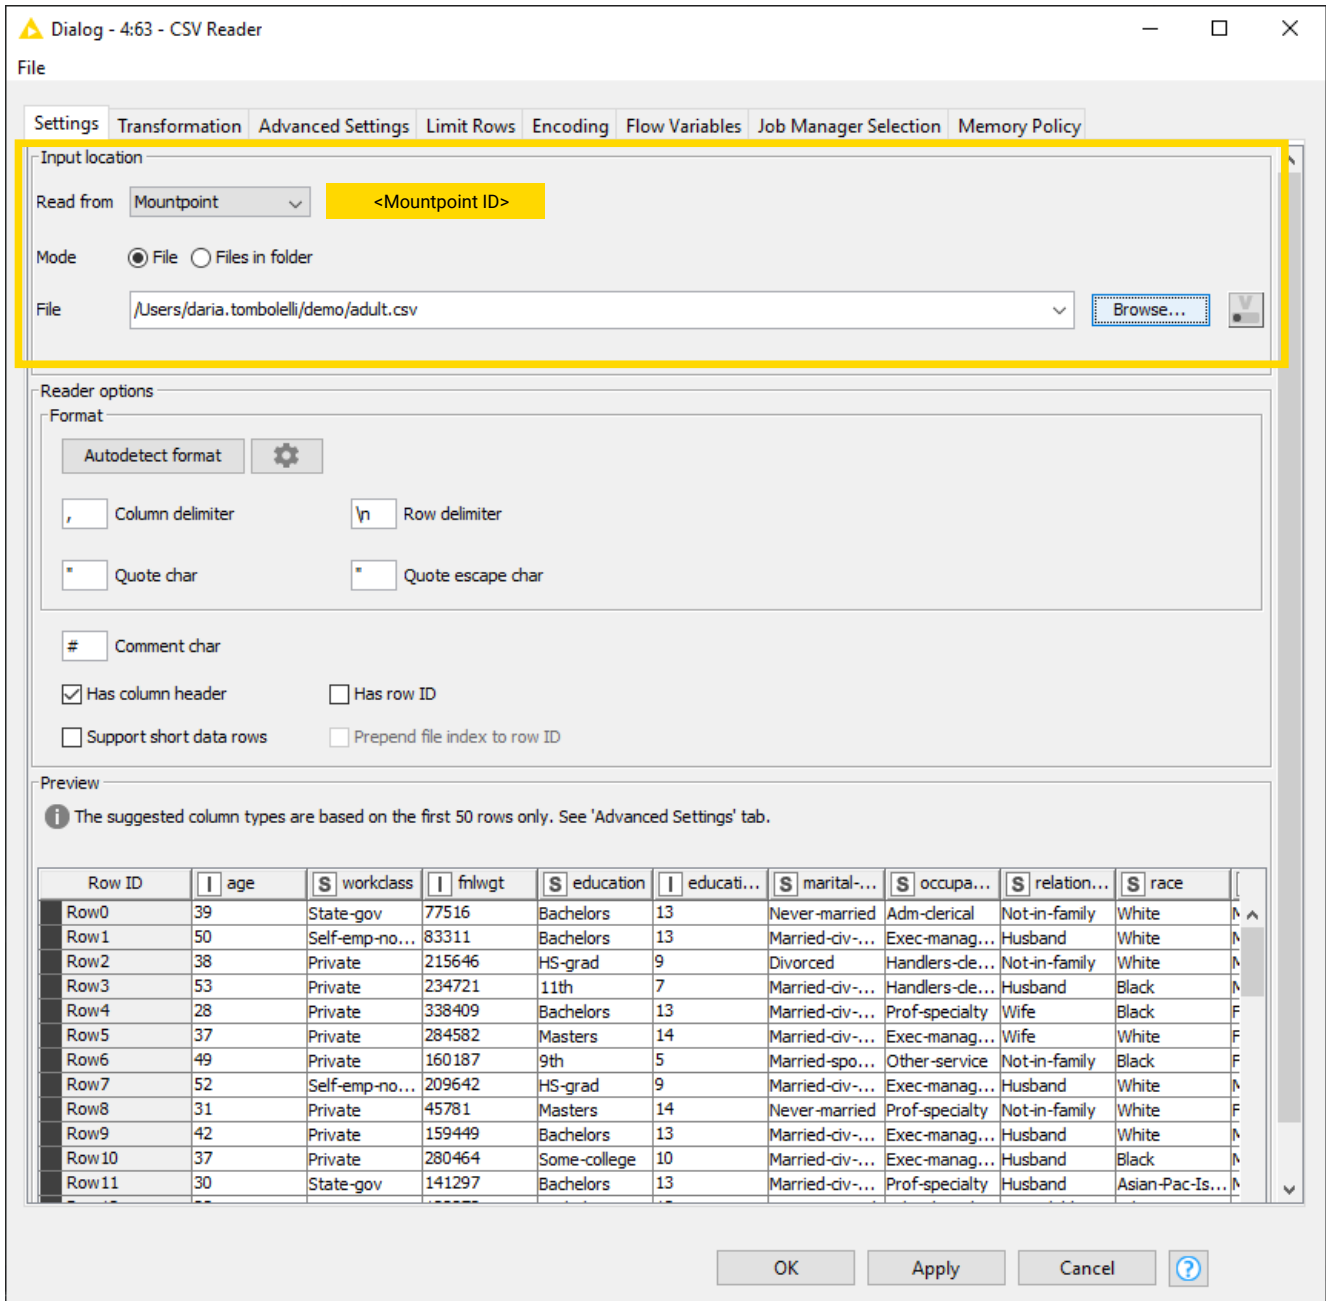 Dialog - 4:63 - CSV Reader
File
Settings Transformation Advanced Settings Limit Rows Encoding Flow Variables Job Manager Selection Memory Policy
Input location
Read from Mountpoint <Mountpoint ID>
Mode File Files in folder
File /Users/daria.tombolelli/demo/adult.csv Browse... V
Reader options
Format
Autodetect format
, Column delimiter \n Row delimiter
" Quote char " Quote escape char
# Comment char
Has column header Has row ID
Support short data rows Prepend file index to row ID
Preview
i The suggested column types are based on the first 50 rows only. See 'Advanced Settings' tab.
Row ID I age S workclass I fnlwgt S education I educati... S marital-... S occupa... S relation... S race
Row0 39 State-gov 77516 Bachelors 13 Never-married Adm-clerical Not-in-family White
Row1 50 Self-emp-no... 83311 Bachelors 13 Married-civ-... Exec-manag... Husband White
Row2 38 Private 215646 HS-grad 9 Divorced Handlers-cle... Not-in-family White
Row3 53 Private 234721 11th 7 Married-civ-... Handlers-cle... Husband Black
Row4 28 Private 338409 Bachelors 13 Married-civ-... Prof-specialty Wife Black F
Row5 37 Private 284582 Masters 14 Married-civ-... Exec-manag... Wife White F
Row6 49 Private 160187 9th 5 Married-spo... Other-service Not-in-family Black F
Row7 52 Self-emp-no... 209642 HS-grad 9 Married-civ-... Exec-manag... Husband White
Row8 31 Private 45781 Masters 14 Never-married Prof-specialty Not-in-family White F
Row9 42 Private 159449 Bachelors 13 Married-civ-... Exec-manag... Husband White
Row10 37 Private 280464 Some-college 10 Married-civ-... Exec-manag... Husband Black
Row11 30 State-gov 141297 Bachelors 13 Married-civ-... Prof-specialty Husband Asian-Pac-Is...
OK Apply Cancel ?